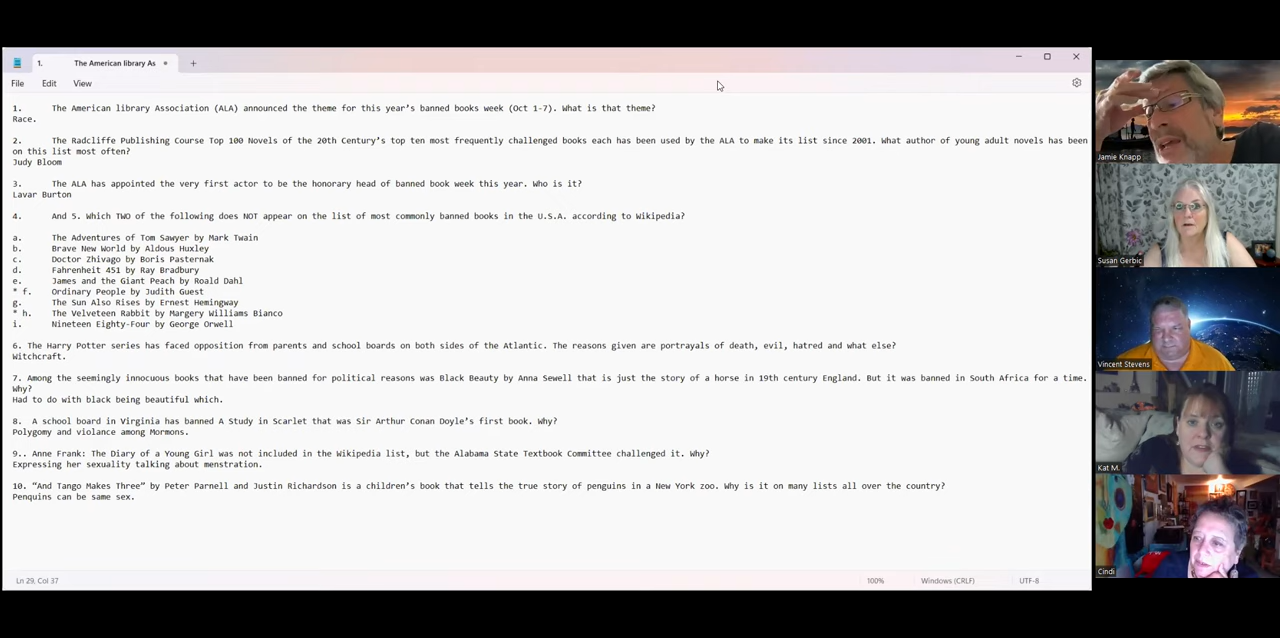 1. The American library As
File Edit View
1. The American library Association (ALA) announced the theme for this year's banned books week (Oct 1-7). What is that theme?
Race.
2. The Radcliffe Publishing Course Top 100 Novels of the 20th Century's top ten most frequently challenged books each has been used by the ALA to make its list since 2001. What author of young adult novels has been
on this list most often?
Judy Bloom
3. The ALA has appointed the very first actor to be the honorary head of banned book week this year. Who is it?
Lavar Burton
4. And 5. Which TWO of the following does NOT appear on the list of most commonly banned books in the U.S.A. according to Wikipedia?
a. The Adventures of Tom Sawyer by Mark Twain
b. Brave New World by Aldous Huxley
c. Doctor Zhivago by Boris Pasternak
d. Fahrenheit 451 by Ray Bradbury
e. James and the Giant Peach by Roald Dahl
* f. Ordinary People by Judith Guest
g. The Sun Also Rises by Ernest Hemingway
* h. The Velveteen Rabbit by Margery Williams Bianco
i. Nineteen Eighty-Four by George Orwell
6. The Harry Potter series has faced opposition from parents and school boards on both sides of the Atlantic. The reasons given are portrayals of death, evil, hatred and what else?
Witchcraft.
7. Among the seemingly innocuous books that have been banned for political reasons was Black Beauty by Anna Sewell that is just the story of a horse in 19th century England. But it was banned in South Africa for a time.
Why?
Had to do with black being beautiful which.
8. A school board in Virginia has banned A Study in Scarlet that was Sir Arthur Conan Doyle's first book. Why?
Polygomy and violance among Mormons.
9.. Anne Frank: The Diary of a Young Girl was not included in the Wikipedia list, but the Alabama State Textbook Committee challenged it. Why?
Expressing her sexuality talking about menstration.
10. "And Tango Makes Three" by Peter Parnell and Justin Richardson is a children's book that tells the true story of penguins in a New York zoo. Why is it on many lists all over the country?
Penquins can be same sex.
Ln 29, Col 37 100% Windows (CRLF) UTF-8
Jamie Knapp
Susan Gerbic
Vincent Stevens
Kat M.
Cindi